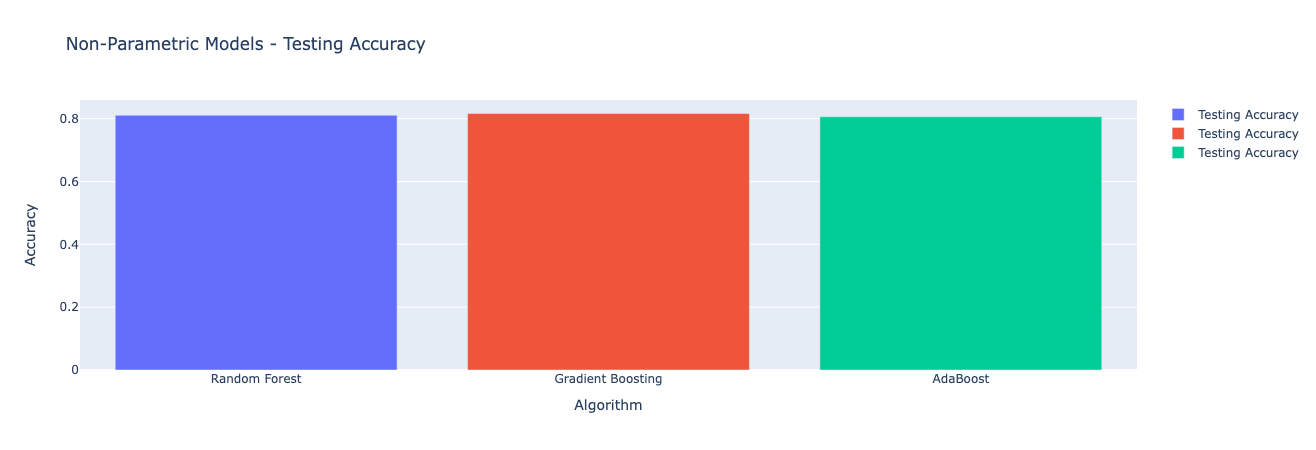 Non-Parametric Models - Testing Accuracy
Testing Accuracy
Testing Accuracy
Testing Accuracy
Accuracy
0.8
0.6
0.4
0.2
0
Random Forest
Gradient Boosting
AdaBoost
Algorithm